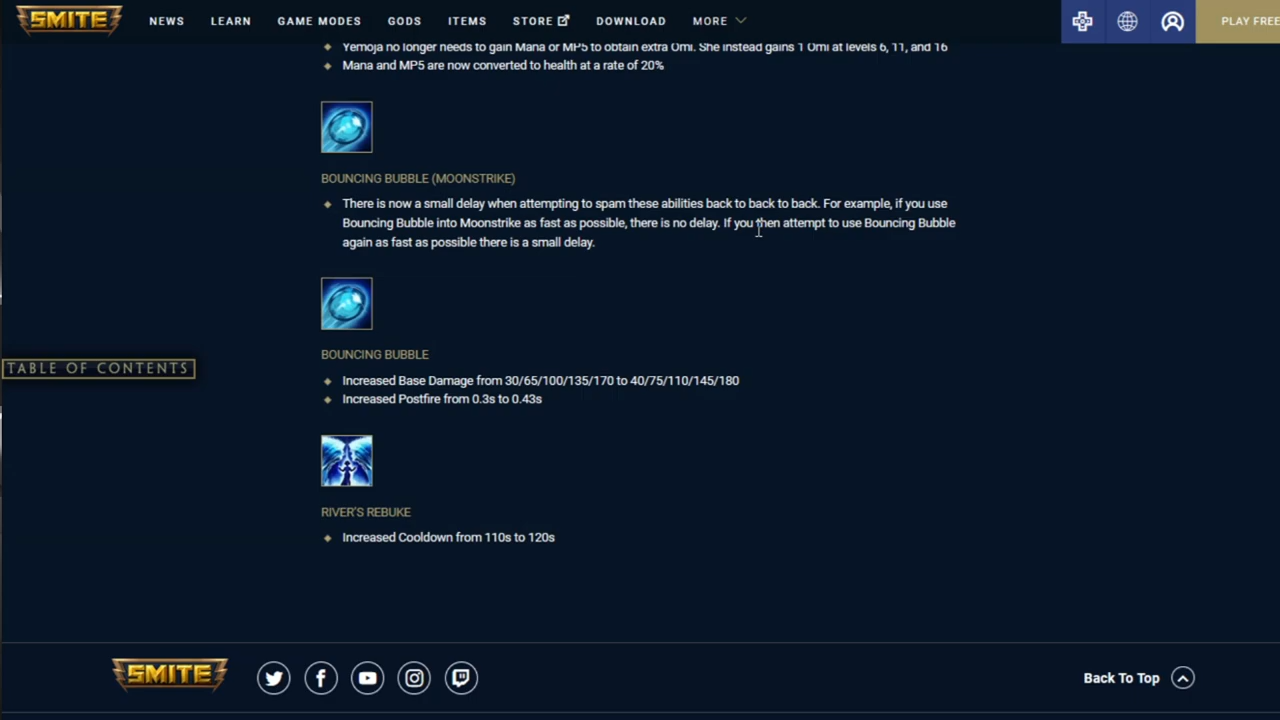 SMITE NEWS LEARN GAME MODES GODS ITEMS STORE DOWNLOAD MORE PLAY FREE
Yemoja no longer needs to gain Mana or MP5 to obtain extra Omi. She instead gains 1 Omi at levels 6, 11, and 16
Mana and MP5 are now converted to health at a rate of 20%
BOUNCING BUBBLE (MOONSTRIKE)
There is now a small delay when attempting to spam these abilities back to back to back. For example, if you use
Bouncing Bubble into Moonstrike as fast as possible, there is no delay. If you then attempt to use Bouncing Bubble
again as fast as possible there is a small delay.
TABLE OF CONTENTS
BOUNCING BUBBLE
Increased Base Damage from 30/65/100/135/170 to 40/75/110/145/180
Increased Postfire from 0.3s to 0.43s
RIVER'S REBUKE
Increased Cooldown from 110s to 120s
SMITE
Back To Top